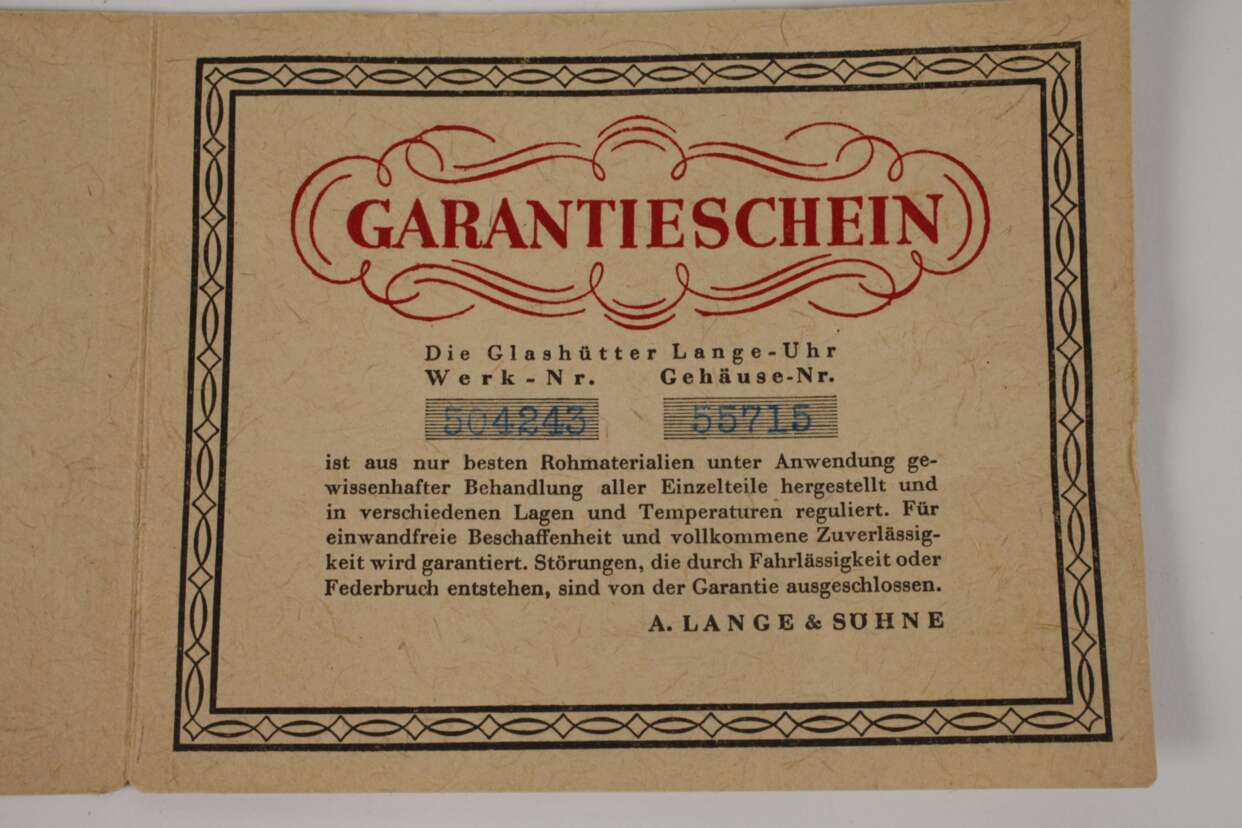 GARANTIESCHEIN
Die Glashütter Lange-Uhr
Werk-Nr. Gehäuse-Nr.
504243 55715
ist aus nur besten Rohmaterialien unter Anwendung ge-
wissenhafter Behandlung aller Einzelteile hergestellt und
in verschiedenen Lagen und Temperaturen reguliert. Für
einwandfreie Beschaffenheit und vollkommene Zuverlässig-
keit wird garantiert. Störungen, die durch Fahrlässigkeit oder
Federbruch entstehen, sind von der Garantie ausgeschlossen.
A. LANGE & SÖHNE